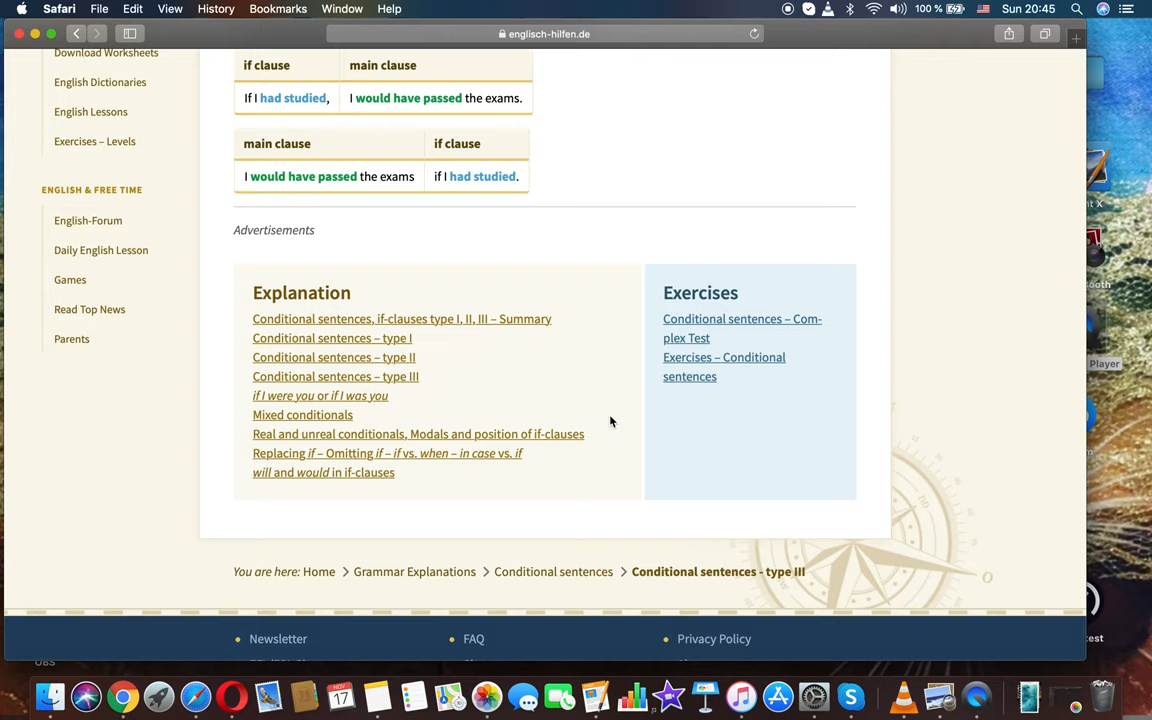 Safari File Edit View History Bookmarks Window Help 100 % Sun 20:45
englisch-hilfen.de
Download Worksheets
English Dictionaries
English Lessons
Exercises – Levels
ENGLISH & FREE TIME
English-Forum
Daily English Lesson
Games
Read Top News
Parents
if clause main clause
If I had studied, I would have passed the exams.
main clause if clause
I would have passed the exams if I had studied.
Advertisements
Explanation
Conditional sentences, if-clauses type I, II, III – Summary
Conditional sentences – type I
Conditional sentences – type II
Conditional sentences – type III
if I were you or if I was you
Mixed conditionals
Real and unreal conditionals, Modals and position of if-clauses
Replacing if – Omitting if – if vs. when – in case vs. if
will and would in if-clauses
Exercises
Conditional sentences – Com-
plex Test
Exercises – Conditional
sentences
You are here: Home > Grammar Explanations > Conditional sentences > Conditional sentences - type III
Newsletter FAQ Privacy Policy
Player
OBS
NOV
17